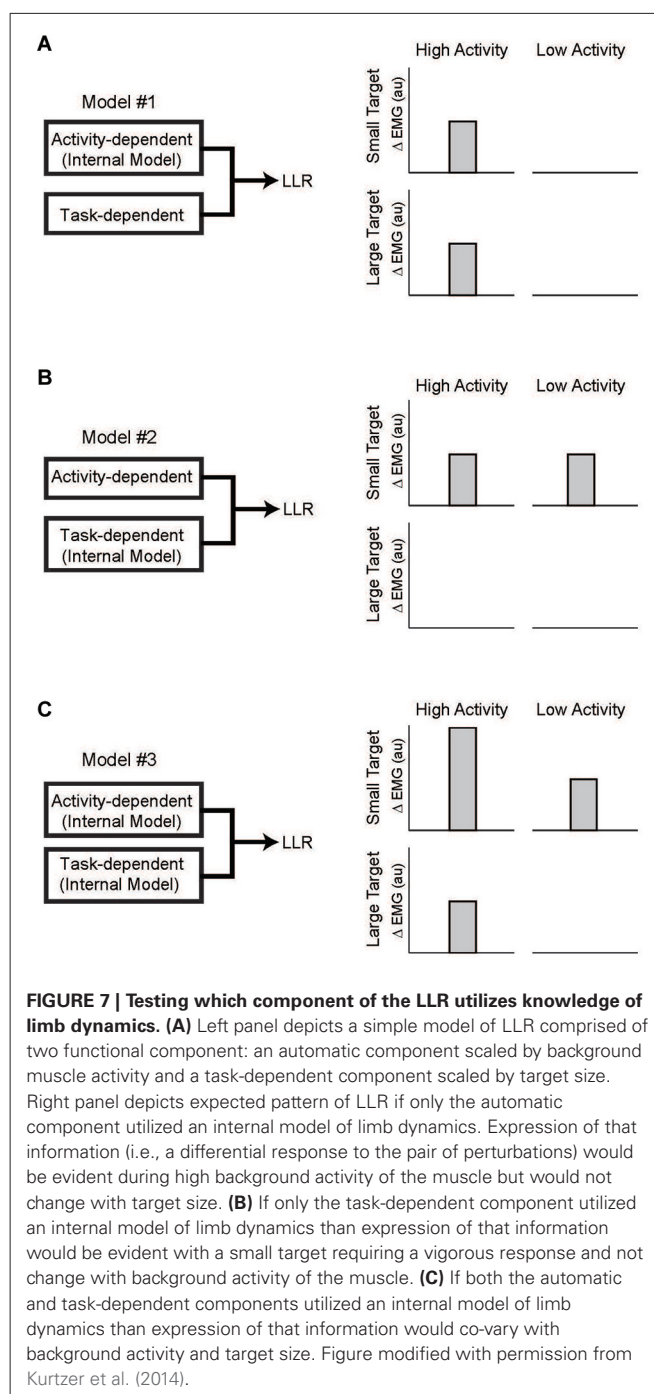 A
High Activity Low Activity
Model #1
Activity-dependent
(Internal Model)
Task-dependent
LLR
Small Target
Δ EMG (au)
Large Target
Δ EMG (au)
B
High Activity Low Activity
Model #2
Activity-dependent
Task-dependent
(Internal Model)
LLR
Small Target
Δ EMG (au)
Large Target
Δ EMG (au)
C
High Activity Low Activity
Model #3
Activity-dependent
(Internal Model)
Task-dependent
(Internal Model)
LLR
Small Target
Δ EMG (au)
Large Target
Δ EMG (au)
FIGURE 7 | Testing which component of the LLR utilizes knowledge of
limb dynamics. (A) Left panel depicts a simple model of LLR comprised of
two functional component: an automatic component scaled by background
muscle activity and a task-dependent component scaled by target size.
Right panel depicts expected pattern of LLR if only the automatic
component utilized an internal model of limb dynamics. Expression of that
information (i.e., a differential response to the pair of perturbations) would
be evident during high background activity of the muscle but would not
change with target size. (B) If only the task-dependent component utilized
an internal model of limb dynamics than expression of that information
would be evident with a small target requiring a vigorous response and not
change with background activity of the muscle. (C) If both the automatic
and task-dependent components utilized an internal model of limb
dynamics than expression of that information would co-vary with
background activity and target size. Figure modified with permission from
Kurtzer et al. (2014).